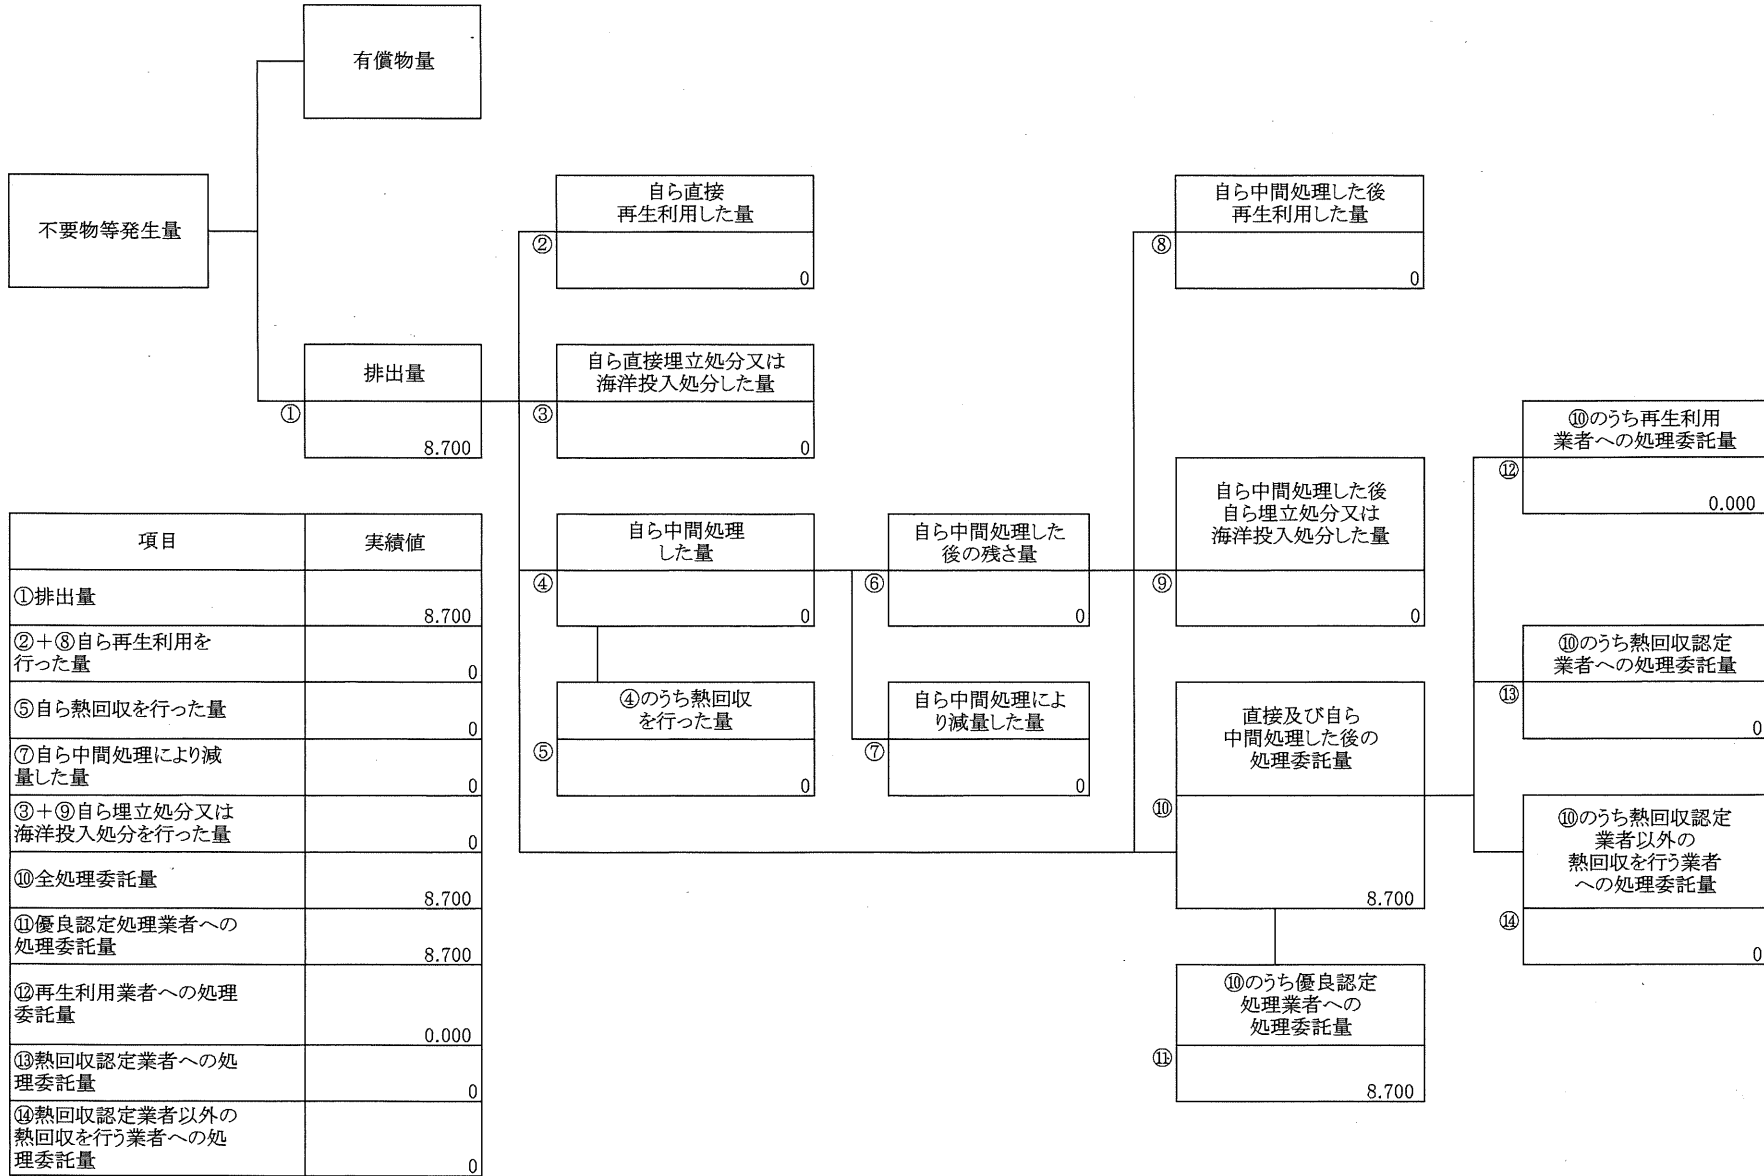 有償物量
不要物等発生量
排出量
①
8.700
自ら直接
再生利用した量
②
0
自ら直接埋立処分又は
海洋投入処分した量
③
0
自ら中間処理
した量
④
0
④のうち熱回収
を行った量
⑤
0
自ら中間処理した
後の残さ量
⑥
0
自ら中間処理によ
り減量した量
⑦
0
自ら中間処理した後
再生利用した量
⑧
0
自ら中間処理した後
自ら埋立処分又は
海洋投入処分した量
⑨
0
直接及び自ら
中間処理した後の
処理委託量
⑩
8.700
⑩のうち優良認定
処理業者への
処理委託量
⑪
8.700
⑩のうち再生利用
業者への処理委託量
⑫
0.000
⑩のうち熱回収認定
業者への処理委託量
⑬
0
⑩のうち熱回収認定
業者以外の
熱回収を行う業者
への処理委託量
⑭
0
項目 実績値
①排出量
8.700
②+⑧自ら再生利用を
行った量
0
⑤自ら熱回収を行った量
0
⑦自ら中間処理により減
量した量
0
③+⑨自ら埋立処分又は
海洋投入処分を行った量
0
⑩全処理委託量
8.700
⑪優良認定処理業者への
処理委託量
8.700
⑫再生利用業者への処理
委託量
0.000
⑬熱回収認定業者への処
理委託量
0
⑭熱回収認定業者以外の
熱回収を行う業者への処
理委託量
0